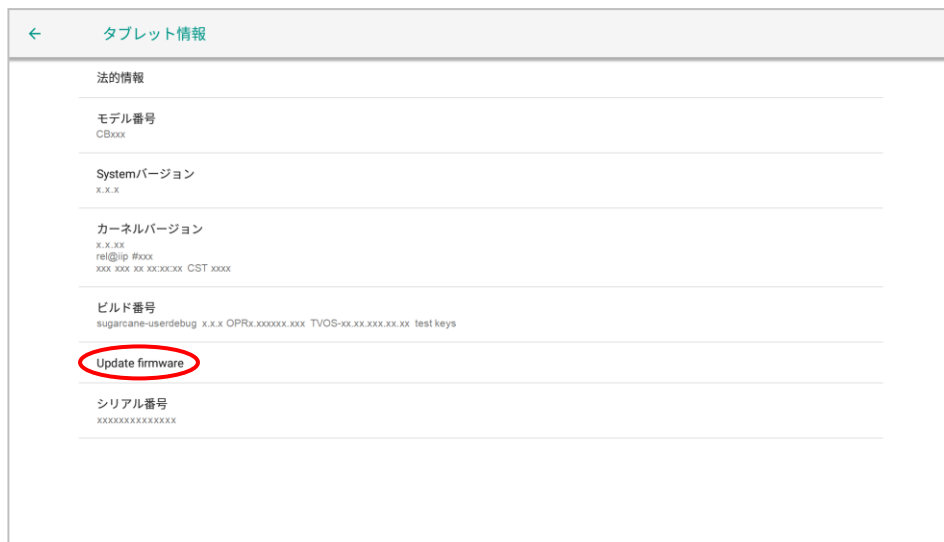 タブレット情報
法的情報
モデル番号
CBxxx
Systemバージョン
x.x.x
カーネルバージョン
x.x.xx
rel@iip #xxx
xxx xxx xx xx:xx:xx CST xxxx
ビルド番号
sugarcane-userdebug x.x.x OPRx.xxxxxx.xxx TVOS-xx.xx.xxx.xx.xx test keys
Update firmware
シリアル番号
xxxxxxxxxxxxxx